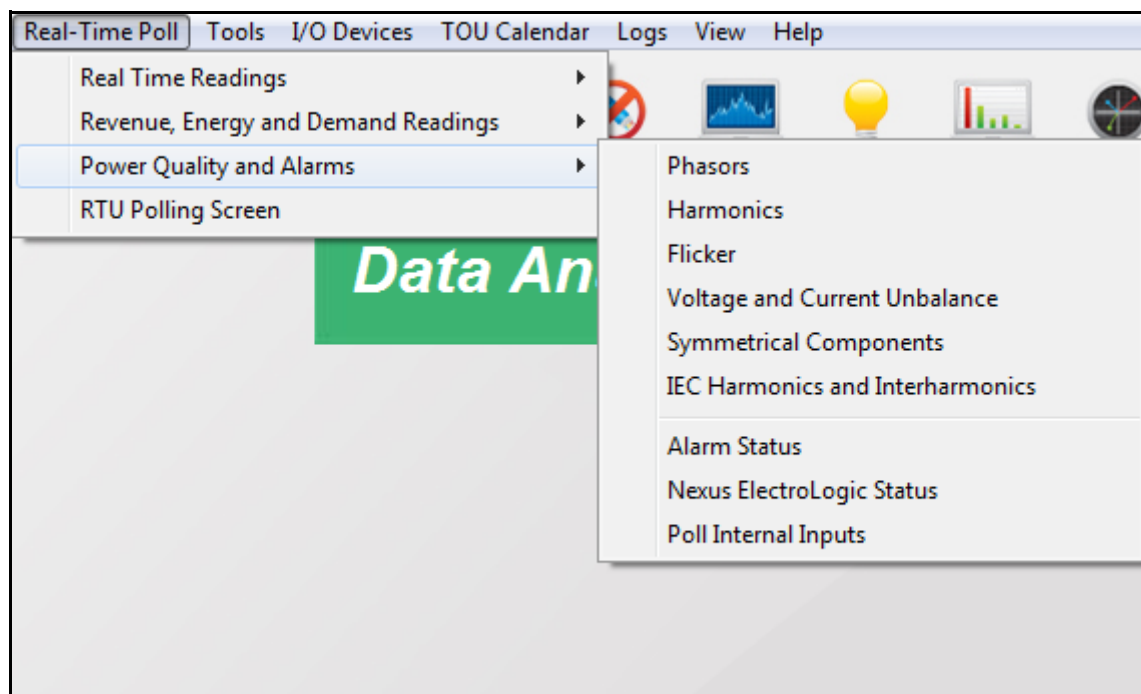 Real-Time Poll Tools I/O Devices TOU Calendar Logs View Help
Real Time Readings
Revenue, Energy and Demand Readings
Power Quality and Alarms
RTU Polling Screen
Phasors
Harmonics
Flicker
Voltage and Current Unbalance
Symmetrical Components
IEC Harmonics and Interharmonics
Alarm Status
Nexus ElectroLogic Status
Poll Internal Inputs
Data An